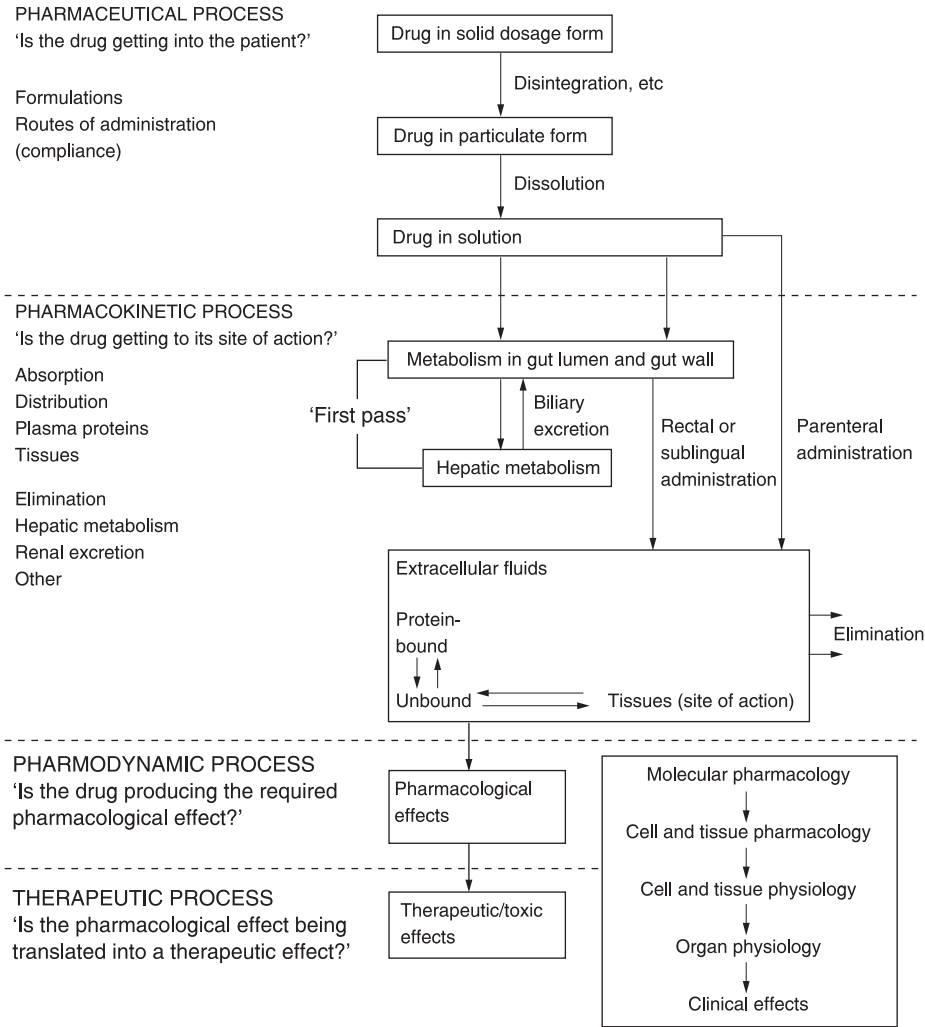 PHARMACEUTICAL PROCESS
‘Is the drug getting into the patient?’
Formulations
Routes of administration
(compliance)
Drug in solid dosage form
Disintegration, etc
Drug in particulate form
Dissolution
Drug in solution
PHARMACOKINETIC PROCESS
‘Is the drug getting to its site of action?’
Absorption
Distribution
Plasma proteins
Tissues
Elimination
Hepatic metabolism
Renal excretion
Other
Metabolism in gut lumen and gut wall
‘First pass’
Biliary
excretion
Hepatic metabolism
Rectal or
sublingual
administration
Parenteral
administration
Extracellular fluids
Protein-
bound
Unbound
Tissues (site of action)
Elimination
PHARMODYNAMIC PROCESS
‘Is the drug producing the required
pharmacological effect?’
Pharmacological
effects
THERAPEUTIC PROCESS
‘Is the pharmacological effect being
translated into a therapeutic effect?’
Therapeutic/toxic
effects
Molecular pharmacology
Cell and tissue pharmacology
Cell and tissue physiology
Organ physiology
Clinical effects